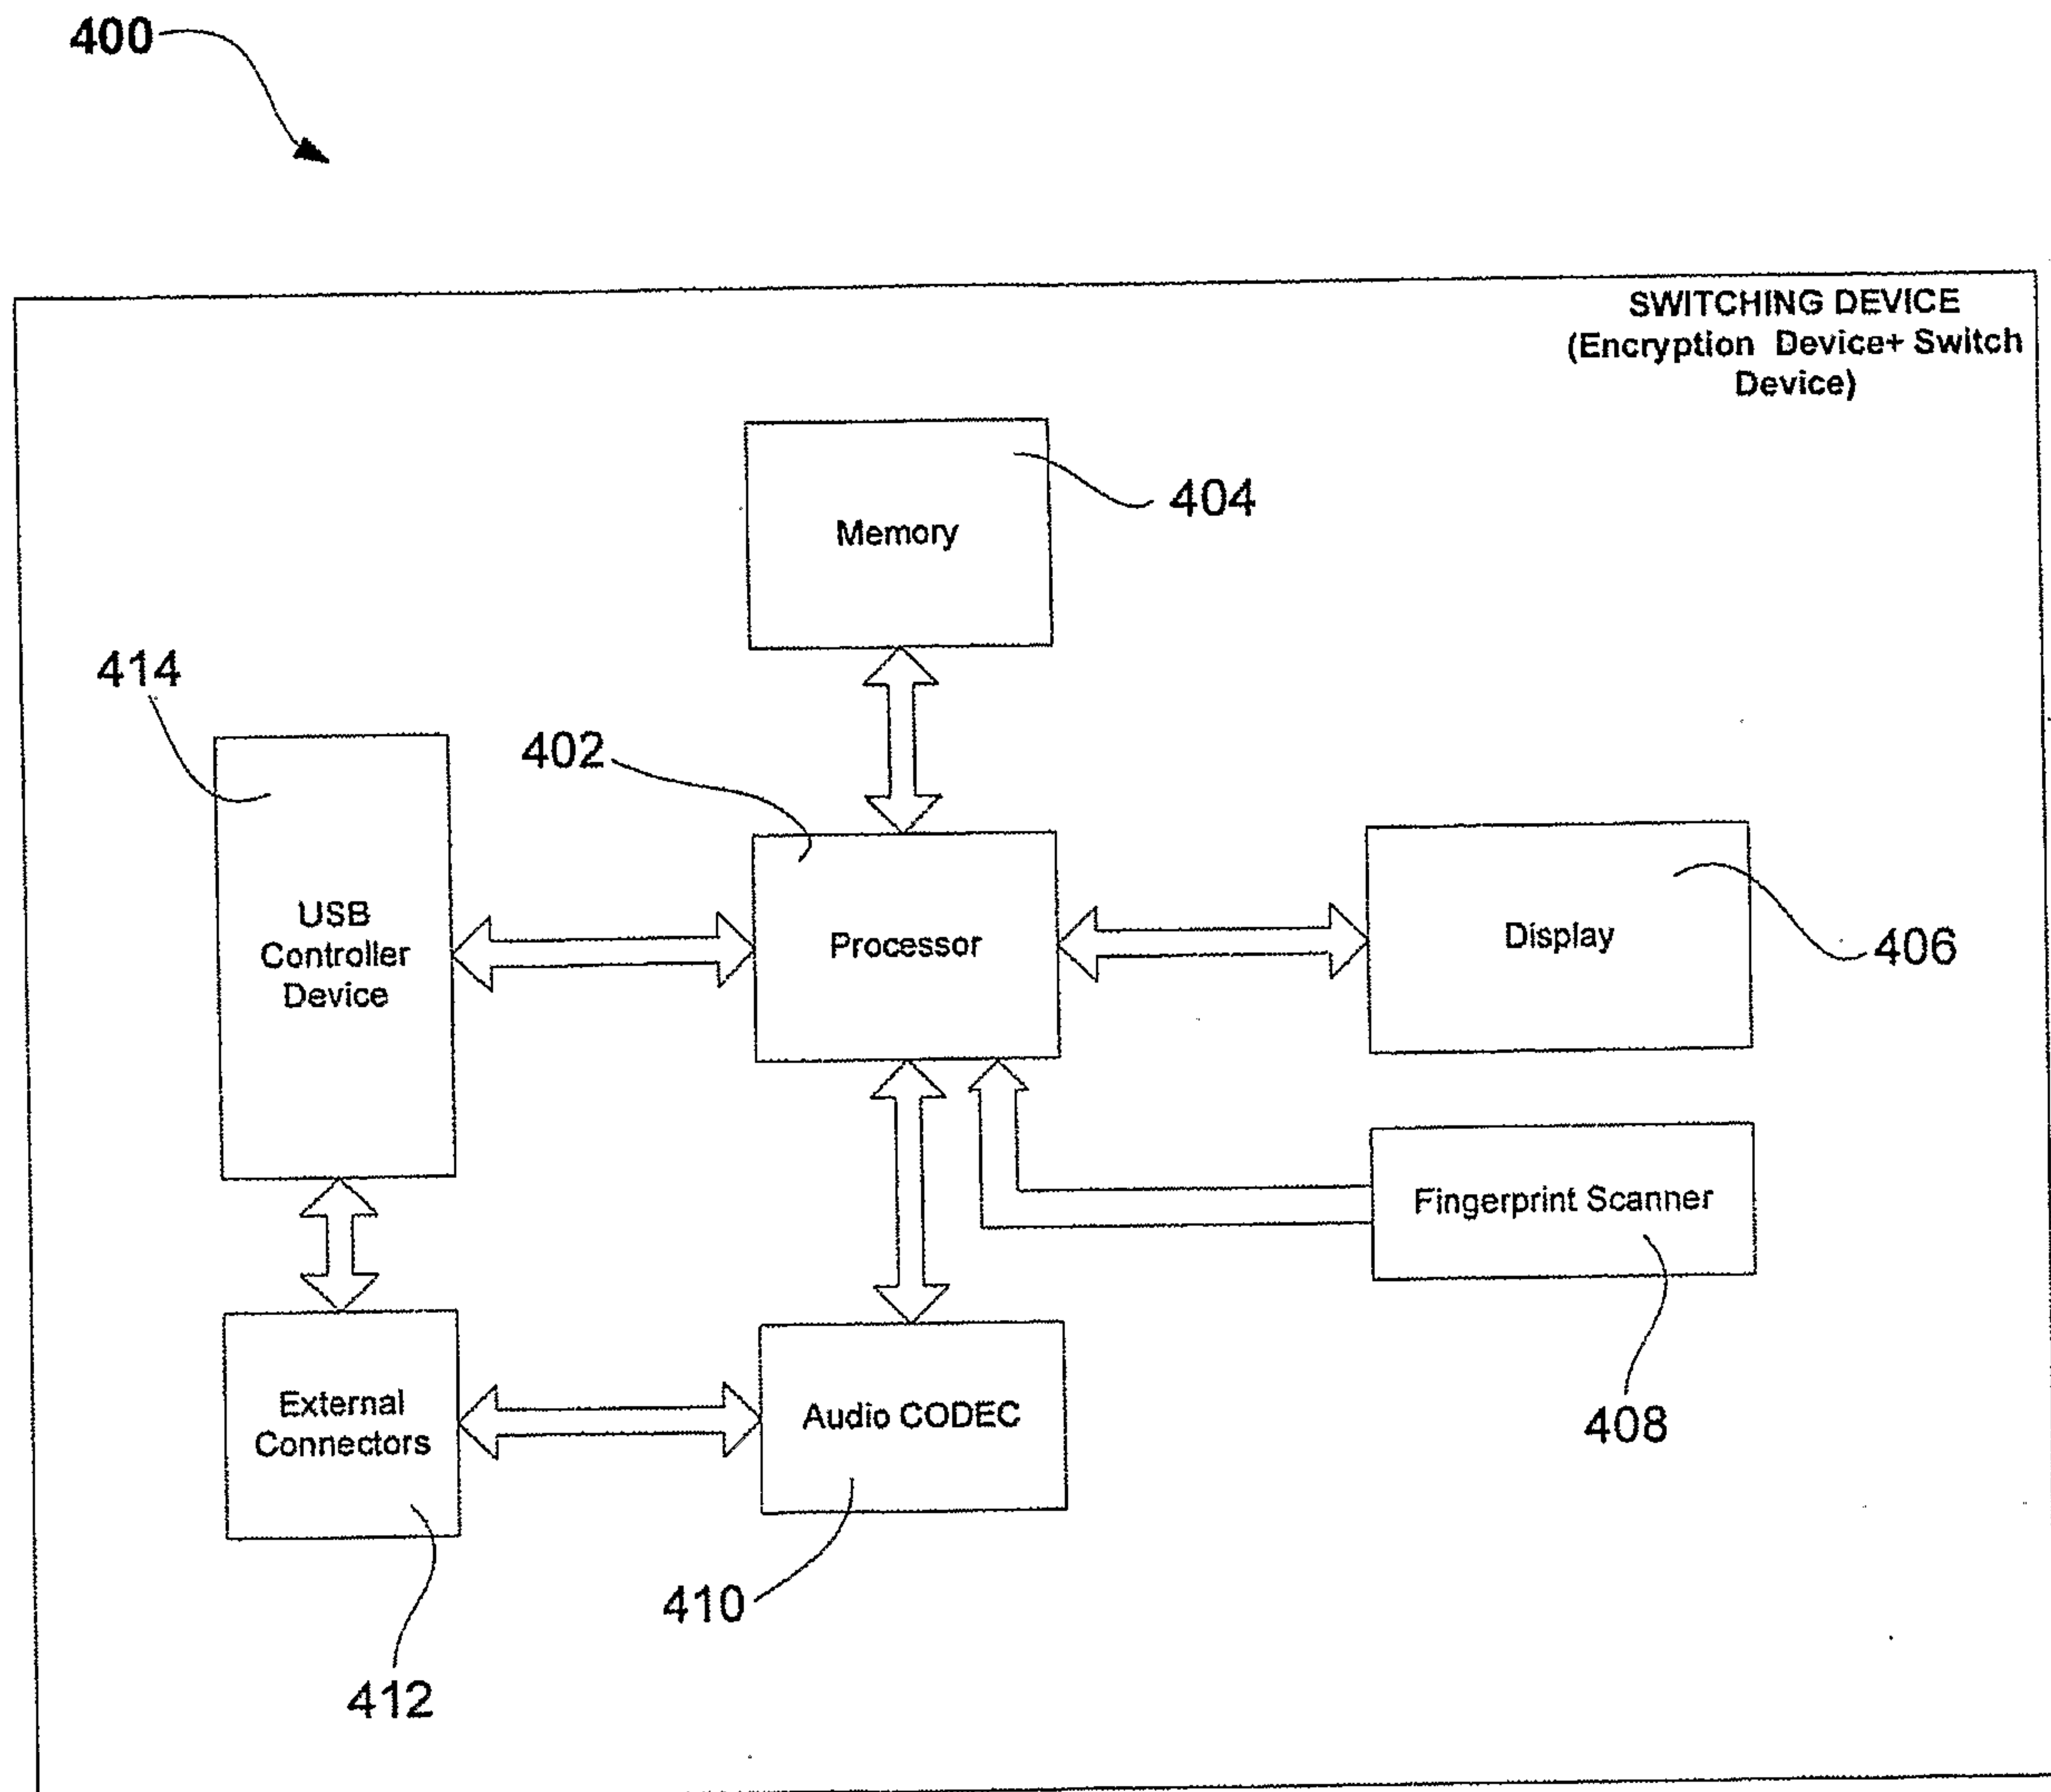 400
SWITCHING DEVICE
(Encryption Device+ Switch
Device)
Memory
404
414
402
USB
Controller
Device
Processor
Display
406
Fingerprint Scanner
408
External
Connectors
Audio CODEC
410
412